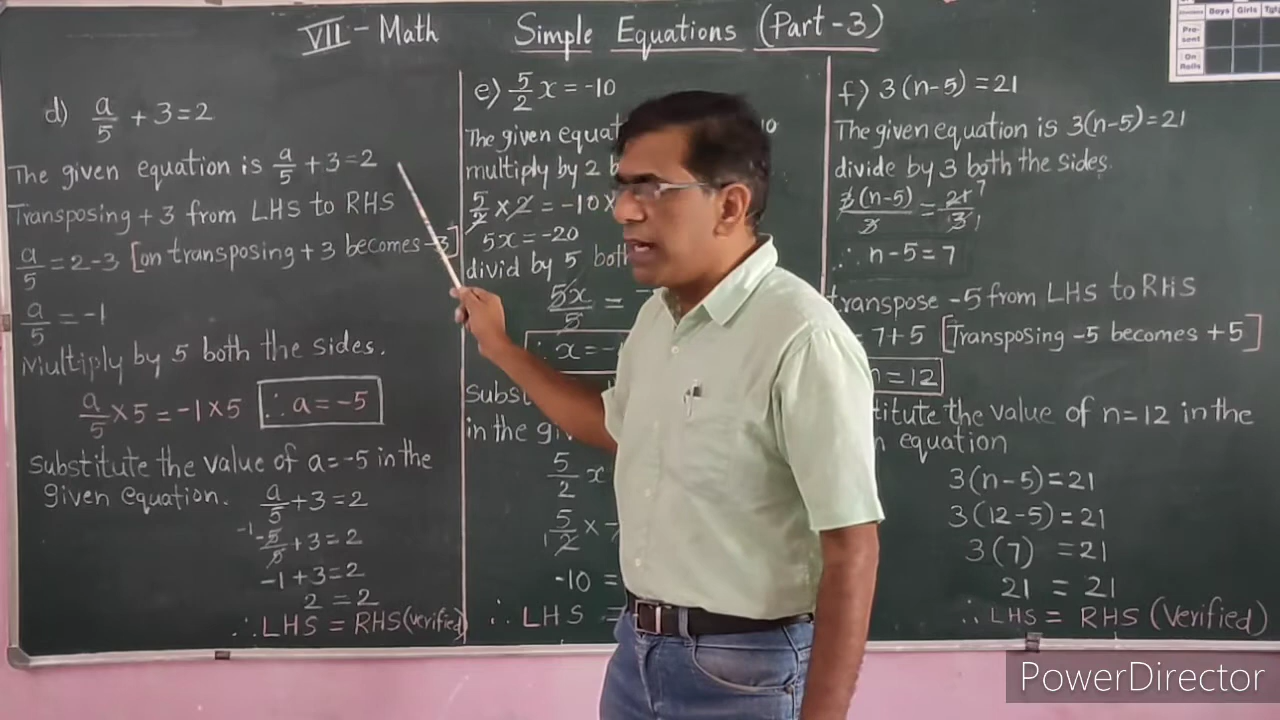 VII - Math Simple Equations (Part-3)
Boys Girls Total
Pre-
sent
On
Rolls
d) a/5 + 3 = 2
The given equation is a/5 + 3 = 2
Transposing + 3 from LHS to RHS
a/5 = 2 - 3 [on transposing + 3 becomes - 3]
a/5 = -1
Multiply by 5 both the sides.
a/5 × 5 = -1 × 5 ∴ a = -5
Substitute the value of a = -5 in the
given equation.
a/5 + 3 = 2
-1 -5/5 + 3 = 2
-1 + 3 = 2
2 = 2
∴ LHS = RHS (verified)
e) 5/2 x = -10
The given equat
multiply by 2
5/2 × 2 = -10 ×
5x = -20
divid by 5 both
5x/5 =
∴ x = -
Subst
in the
5/2 x
5/2 × -
-10 =
∴ LHS =
f) 3(n-5) = 21
The given equation is 3(n-5) = 21
divide by 3 both the sides.
3(n-5)/3 = 21/3 7 1
∴ n-5 = 7
transpose -5 from LHS to RHS
= 7 + 5 [Transposing -5 becomes + 5]
n = 12
titute the value of n = 12 in the
equation
3(n-5) = 21
3(12-5) = 21
3(7) = 21
21 = 21
∴ LHS = RHS (Verified)
PowerDirector